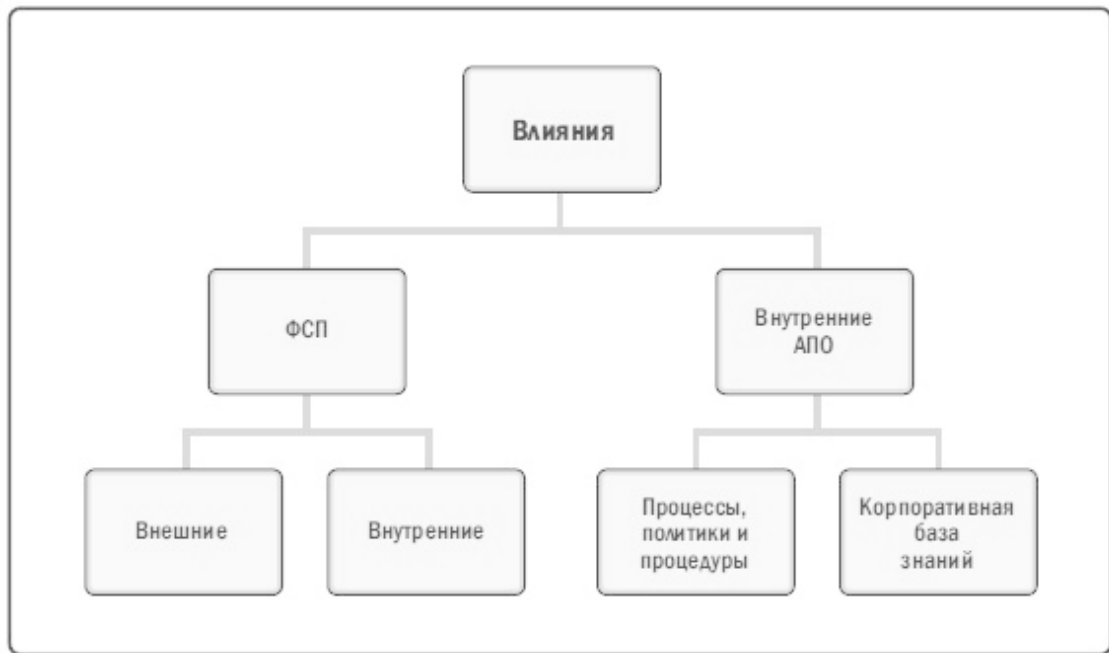 Влияния
ФСП
Внутренние
АПО
Внешние
Внутренние
Процессы,
политики и
процедуры
Корпоративная
база
знаний